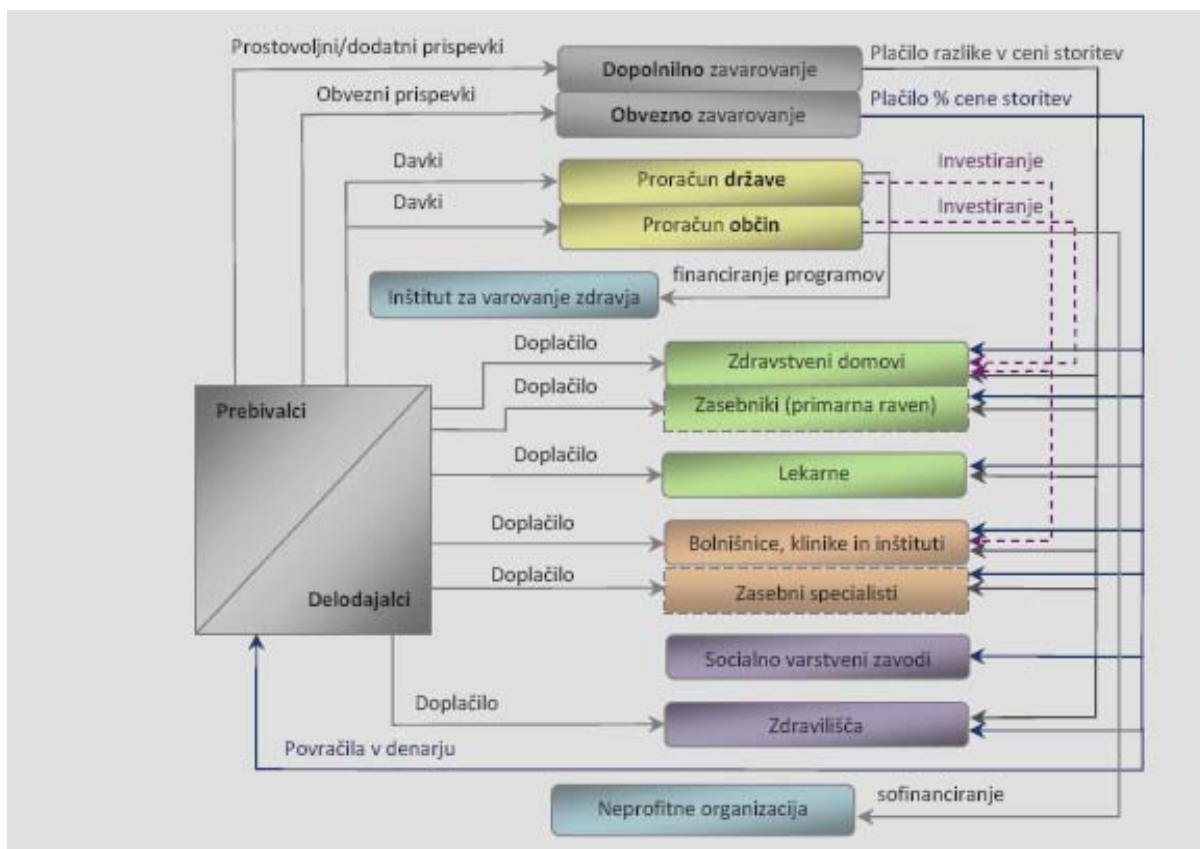 Prostovoljni/dodatni prispevki
Dopolnilno zavarovanje
Plačilo razlike v ceni storitev
Obvezni prispevki
Obvezno zavarovanje
Plačilo % cene storitev
Davki
Proračun države
Investiranje
Davki
Proračun občin
Investiranje
financiranje programov
Inštitut za varovanje zdravja
Doplačilo
Zdravstveni domovi
Doplačilo
Zasebniki (primarna raven)
Prebivalci
Doplačilo
Lekarne
Doplačilo
Bolnišnice, klinike in inštituti
Doplačilo
Zasebni specialisti
Delodajalci
Socialno varstveni zavodi
Doplačilo
Zdravilišča
Povračila v denarju
Neprofitne organizacija
sofinanciranje